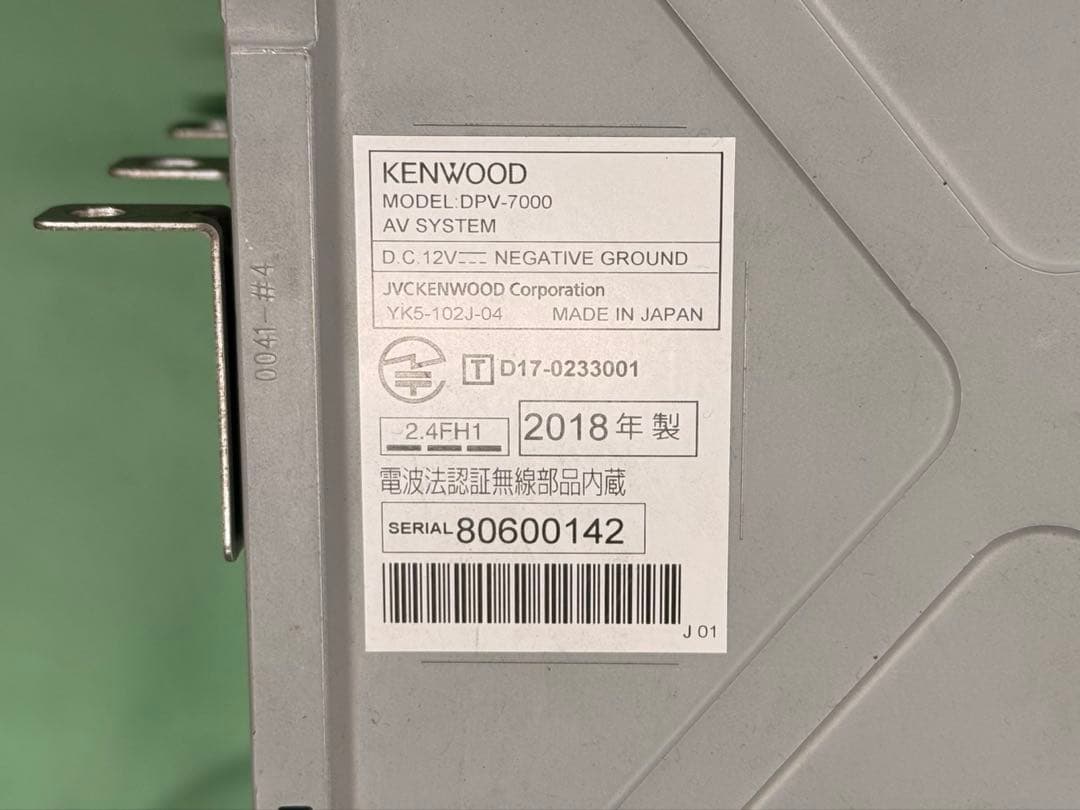 KENWOOD
MODEL:DPV-7000
AV SYSTEM
D.C.12V⎓ NEGATIVE GROUND
JVCKENWOOD Corporation
YK5-102J-04 MADE IN JAPAN
T D17-0233001
2.4FH1
2018年製
電波法認証無線部品内蔵
SERIAL 80600142
J 01
0041-#4